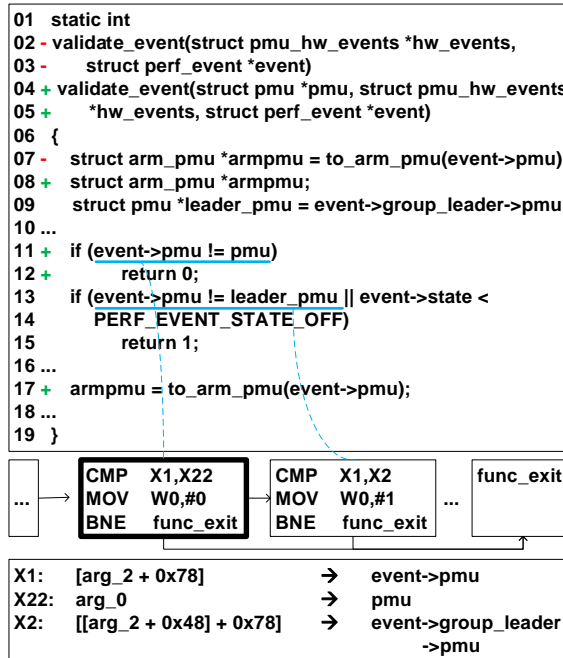 01 static int
02 - validate_event(struct pmu_hw_events *hw_events,
03 - struct perf_event *event)
04 + validate_event(struct pmu *pmu, struct pmu_hw_events
05 + *hw_events, struct perf_event *event)
06 {
07 - struct arm_pmu *armpmu = to_arm_pmu(event->pmu)
08 + struct arm_pmu *armpmu;
09 struct pmu *leader_pmu = event->group_leader->pmu
10 ...
11 + if (event->pmu != pmu)
12 + return 0;
13 if (event->pmu != leader_pmu || event->state <
14 PERF_EVENT_STATE_OFF)
15 return 1;
16 ...
17 + armpmu = to_arm_pmu(event->pmu);
18 ...
19 }
... CMP X1,X22 CMP X1,X2 ... func_exit
MOV W0,#0 MOV W0,#1
BNE func_exit BNE func_exit
X1: [arg_2 + 0x78] → event->pmu
X22: arg_0 → pmu
X2: [[arg_2 + 0x48] + 0x78] → event->group_leader
->pmu